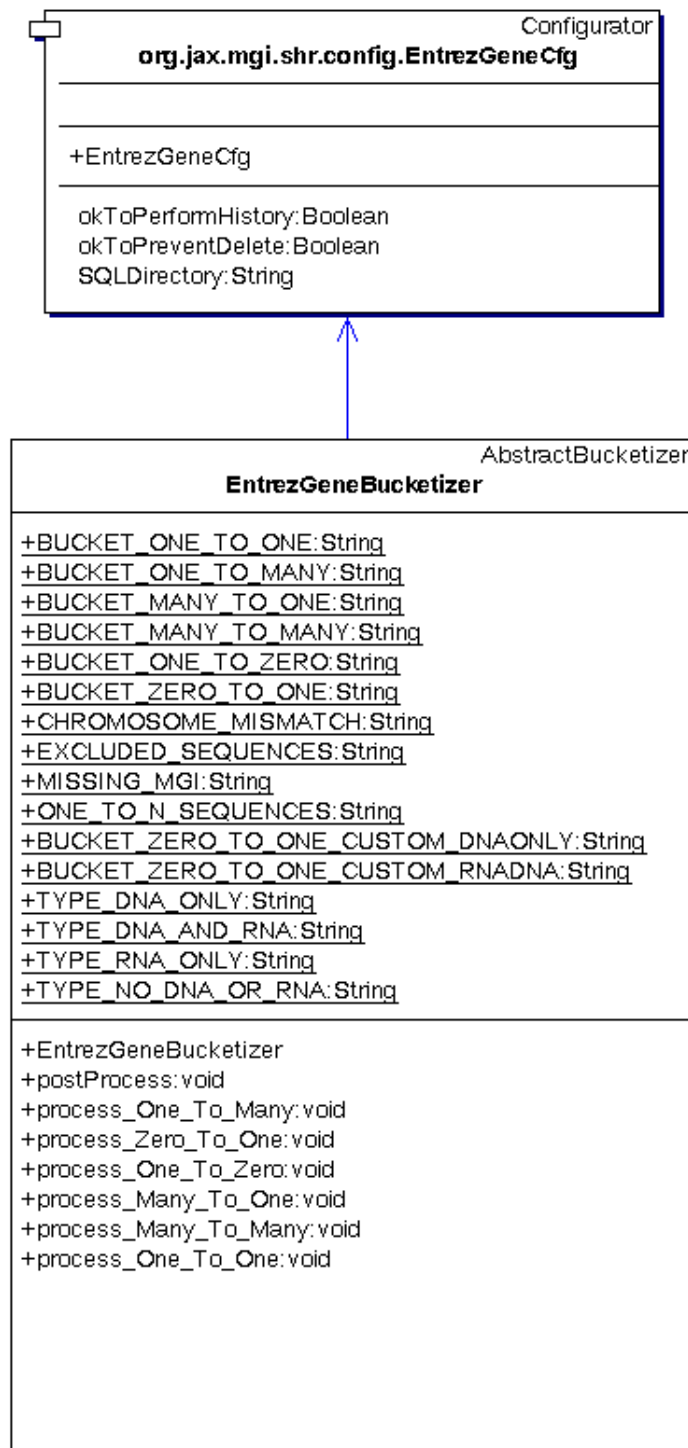 Configurator
org.jax.mgi.shr.config.EntrezGeneCfg
+EntrezGeneCfg
okToPerformHistory:Boolean
okToPreventDelete:Boolean
SQLDirectory:String
AbstractBucketizer
EntrezGeneBucketizer
+BUCKET_ONE_TO_ONE:String
+BUCKET_ONE_TO_MANY:String
+BUCKET_MANY_TO_ONE:String
+BUCKET_MANY_TO_MANY:String
+BUCKET_ONE_TO_ZERO:String
+BUCKET_ZERO_TO_ONE:String
+CHROMOSOME_MISMATCH:String
+EXCLUDED_SEQUENCES:String
+MISSING_MGI:String
+ONE_TO_N_SEQUENCES:String
+BUCKET_ZERO_TO_ONE_CUSTOM_DNAONLY:String
+BUCKET_ZERO_TO_ONE_CUSTOM_RNADNA:String
+TYPE_DNA_ONLY:String
+TYPE_DNA_AND_RNA:String
+TYPE_RNA_ONLY:String
+TYPE_NO_DNA_OR_RNA:String
+EntrezGeneBucketizer
+postProcess:void
+process_One_To_Many:void
+process_Zero_To_One:void
+process_One_To_Zero:void
+process_Many_To_One:void
+process_Many_To_Many:void
+process_One_To_One:void